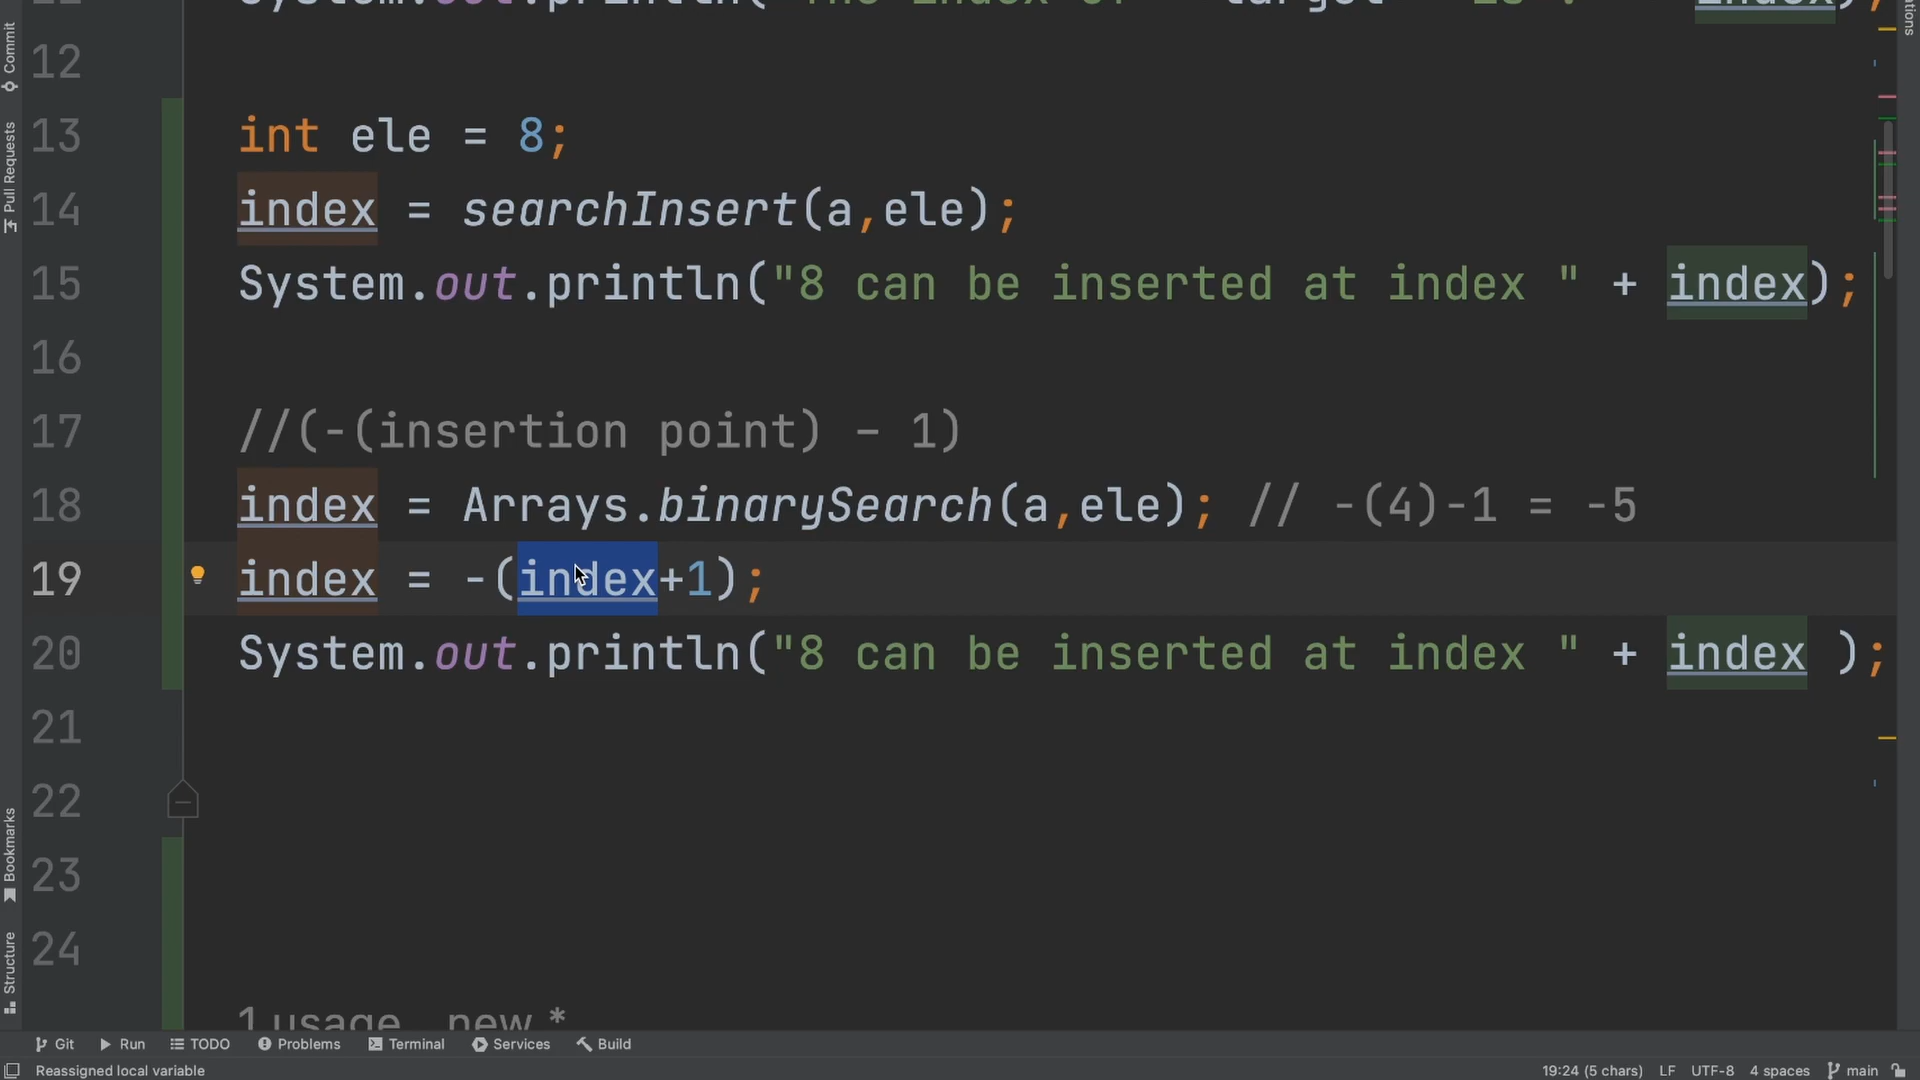 12
13 int ele = 8;
14 index = searchInsert(a,ele);
15 System.out.println("8 can be inserted at index " + index);
16
17 //(-(insertion point) – 1)
18 index = Arrays.binarySearch(a,ele); // -(4)-1 = -5
19 index = -(index+1);
20 System.out.println("8 can be inserted at index " + index );
21
22
23
24
1 usage new *
Commit
Pull Requests
Bookmarks
Structure
Git Run TODO Problems Terminal Services Build
Reassigned local variable 19:24 (5 chars) LF UTF-8 4 spaces main